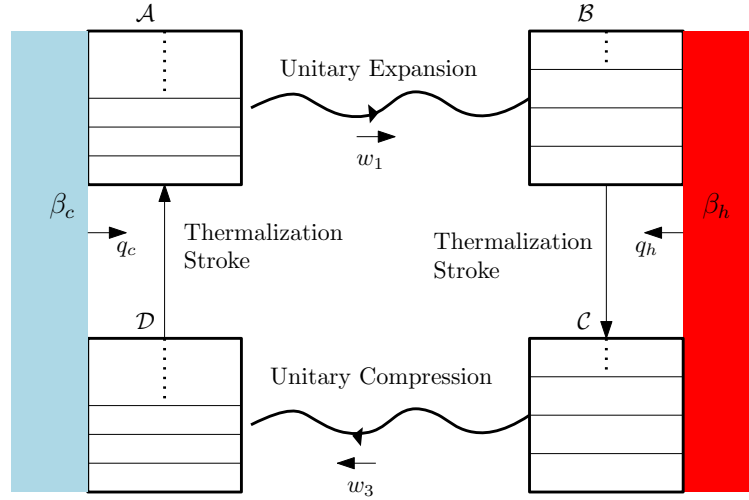 𝒜
ℬ
Unitary Expansion
w₁
β_c
β_h
q_c
Thermalization
Stroke
Thermalization
Stroke
q_h
𝒟
𝒞
Unitary Compression
w₃